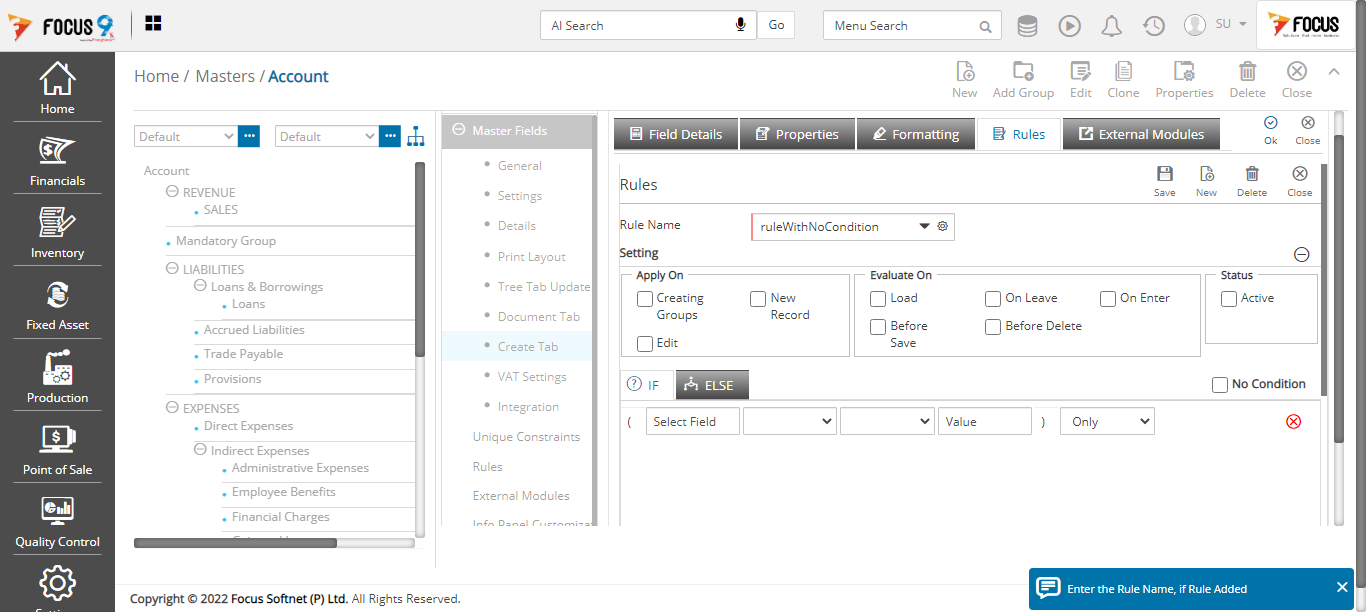 FOCUS 9
AI Search
Go
Menu Search
SU
FOCUS
Home
Financials
Inventory
Fixed Asset
Production
Point of Sale
Quality Control
Home / Masters / Account
New
Add Group
Edit
Clone
Properties
Delete
Close
Default
...
Default
...
Account
REVENUE
SALES
Mandatory Group
LIABILITIES
Loans & Borrowings
Loans
Accrued Liabilities
Trade Payable
Provisions
EXPENSES
Direct Expenses
Indirect Expenses
Administrative Expenses
Employee Benefits
Financial Charges
Master Fields
General
Settings
Details
Print Layout
Tree Tab Update
Document Tab
Create Tab
VAT Settings
Integration
Unique Constraints
Rules
External Modules
Info Panel Customiza
Field Details
Properties
Formatting
Rules
External Modules
Ok
Close
Rules
Save
New
Delete
Close
Rule Name
ruleWithNoCondition
Setting
Apply On
Creating Groups
New Record
Edit
Evaluate On
Load
On Leave
On Enter
Before Save
Before Delete
Status
Active
? IF
ELSE
No Condition
( Select Field Value ) Only
Copyright © 2022 Focus Softnet (P) Ltd. All Rights Reserved.
Enter the Rule Name, if Rule Added